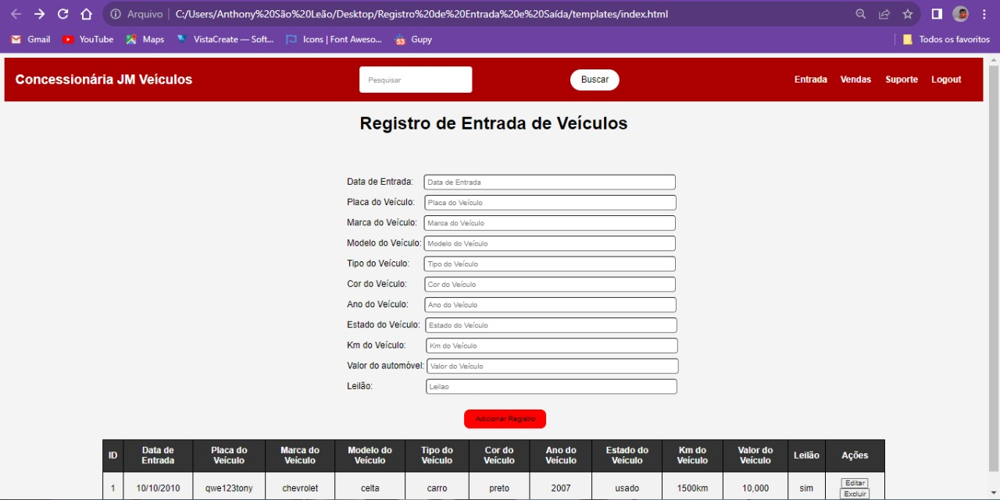 Arquivo C:/Users/Anthony%20São%20Leão/Desktop/Registro%20de%20Entrada%20e%20Saída/templates/index.html
Gmail YouTube Maps VistaCreate — Soft... Icons | Font Aweso... Gupy Todos os favoritos
Concessionária JM Veículos Pesquisar Buscar Entrada Vendas Suporte Logout
Registro de Entrada de Veículos
Data de Entrada: Data de Entrada
Placa do Veículo: Placa do Veículo
Marca do Veículo: Marca do Veículo
Modelo do Veículo: Modelo do Veículo
Tipo do Veículo: Tipo do Veículo
Cor do Veículo: Cor do Veículo
Ano do Veículo: Ano do Veículo
Estado do Veículo: Estado do Veículo
Km do Veículo: Km do Veículo
Valor do automóvel: Valor do Veículo
Leilão: Leilao
Adicionar Registro
ID Data de Entrada Placa do Veículo Marca do Veículo Modelo do Veículo Tipo do Veículo Cor do Veículo Ano do Veículo Estado do Veículo Km do Veículo Valor do Veículo Leilão Ações
1 10/10/2010 qwe123tony chevrolet celta carro preto 2007 usado 1500km 10,000 sim Editar
Excluir